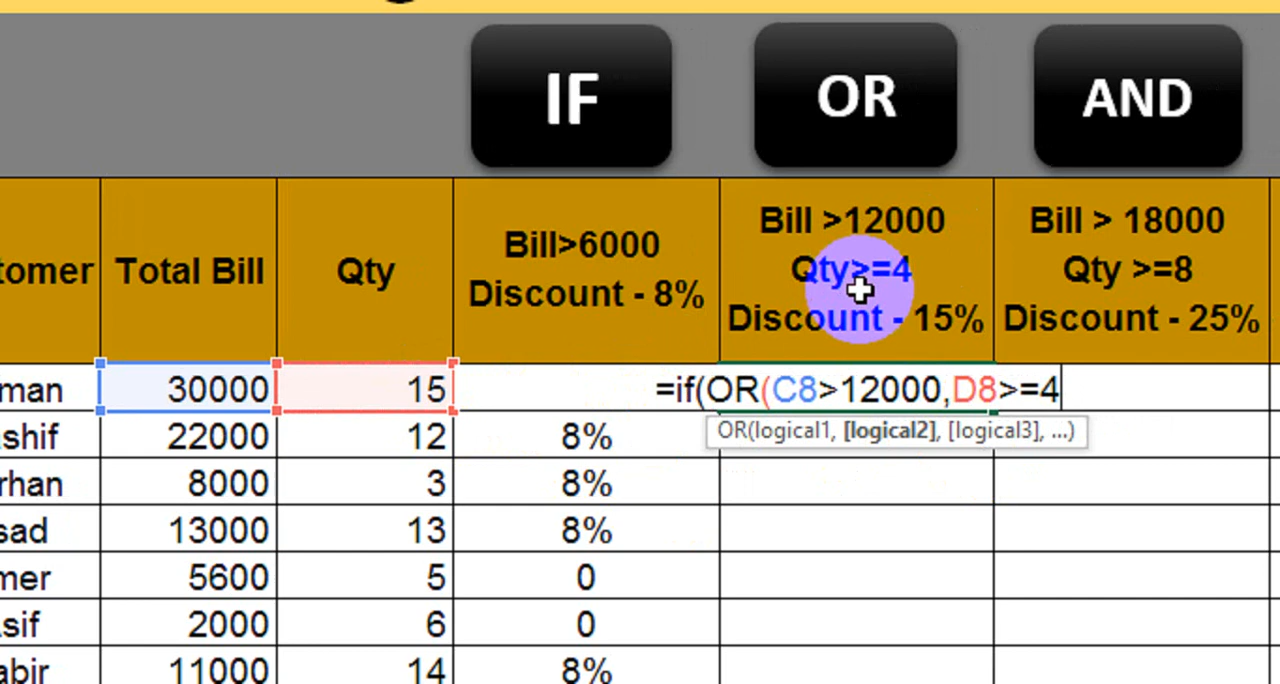 IF OR AND
tomer Total Bill Qty Bill>6000 Bill >12000 Bill > 18000
Discount - 8% Qty>=4 Qty >=8
Discount - 15% Discount - 25%
man 30000 15 =if(OR(C8>12000,D8>=4
OR(logical1, [logical2], [logical3], ...)
shif 22000 12 8%
rhan 8000 3 8%
sad 13000 13 8%
mer 5600 5 0
sif 2000 6 0
abir 11000 14 8%